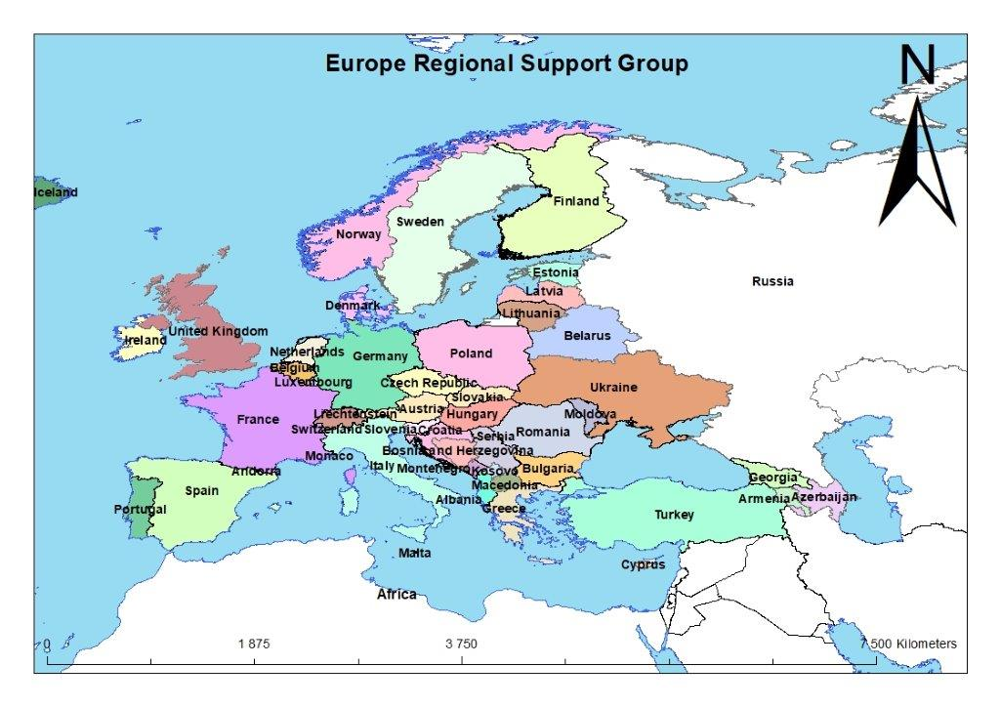 Europe Regional Support Group
N
Iceland
Finland
Sweden
Norway
Estonia
Russia
Latvia
Denmark
Lithuania
United Kingdom
Belarus
Ireland
Netherlands
Poland
Germany
Belgium
Luxembourg
Czech Republic
Ukraine
Slovakia
Austria
Liechtenstein
Hungary
Moldova
France
Switzerland
Slovenia
Croatia
Romania
Serbia
Bosnia and Herzegovina
Monaco
Italy
Montenegro
Kosovo
Bulgaria
Andorra
Georgia
Macedonia
Spain
Albania
Armenia
Azerbaijan
Portugal
Greece
Turkey
Malta
Cyprus
Africa
0
1 875
3 750
7 500 Kilometers